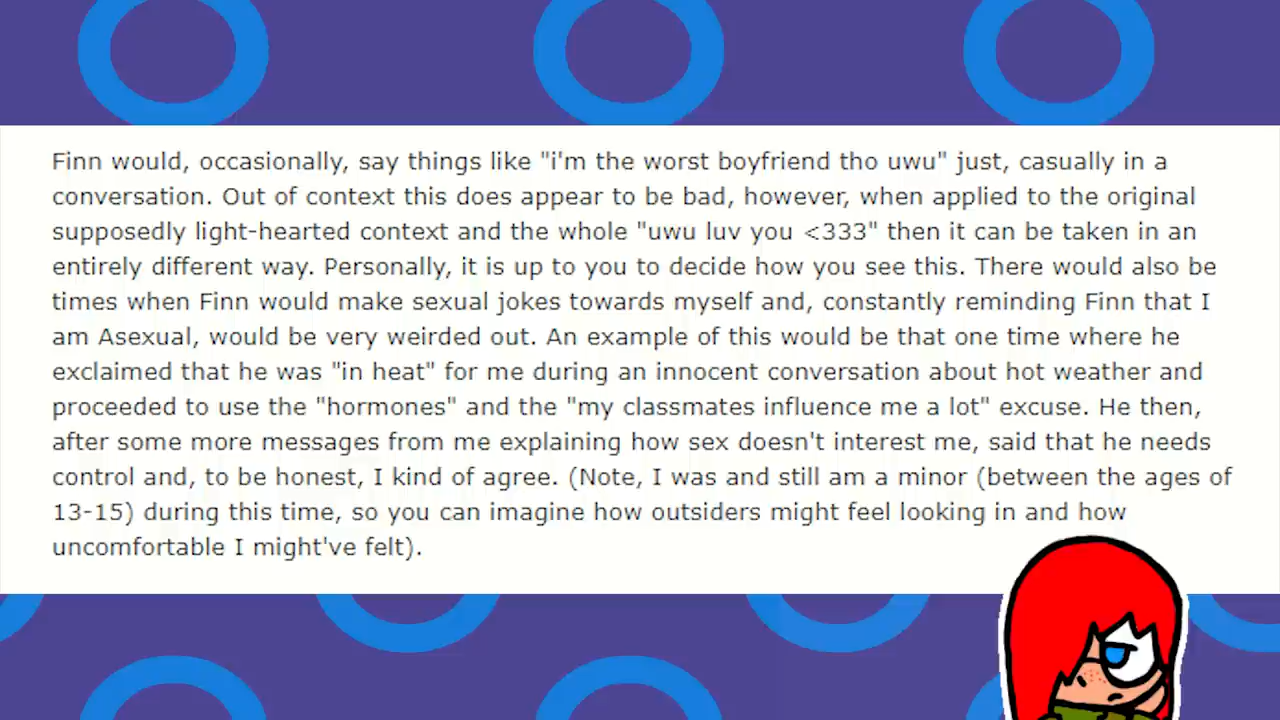 Finn would, occasionally, say things like "i'm the worst boyfriend tho uwu" just, casually in a
conversation. Out of context this does appear to be bad, however, when applied to the original
supposedly light-hearted context and the whole "uwu luv you <333" then it can be taken in an
entirely different way. Personally, it is up to you to decide how you see this. There would also be
times when Finn would make sexual jokes towards myself and, constantly reminding Finn that I
am Asexual, would be very weirded out. An example of this would be that one time where he
exclaimed that he was "in heat" for me during an innocent conversation about hot weather and
proceeded to use the "hormones" and the "my classmates influence me a lot" excuse. He then,
after some more messages from me explaining how sex doesn't interest me, said that he needs
control and, to be honest, I kind of agree. (Note, I was and still am a minor (between the ages of
13-15) during this time, so you can imagine how outsiders might feel looking in and how
uncomfortable I might've felt).